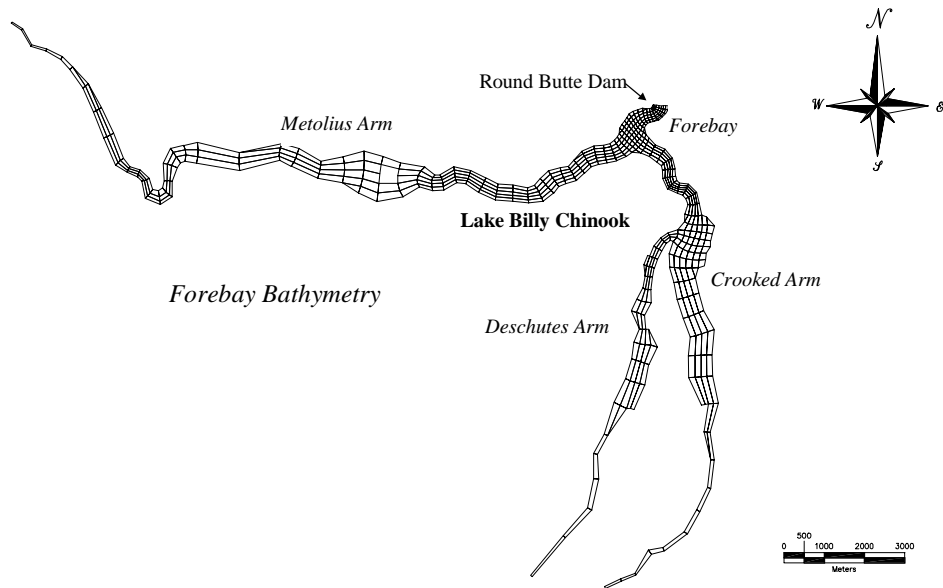 N
Round Butte Dam
W
E
Metolius Arm
Forebay
S
Lake Billy Chinook
Crooked Arm
Forebay Bathymetry
Deschutes Arm
500
0 1000 2000 3000
Meters